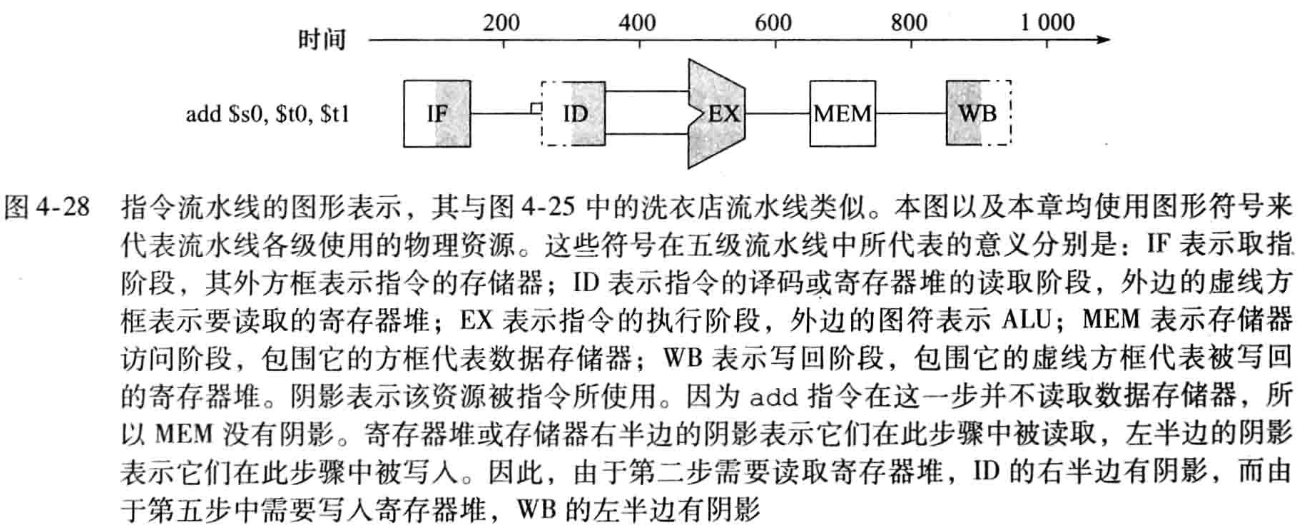 200 400 600 800 1 000
时间
add $s0, $t0, $t1 IF ID EX MEM WB
图 4-28 指令流水线的图形表示，其与图 4-25 中的洗衣店流水线类似。本图以及本章均使用图形符号来
代表流水线各级使用的物理资源。这些符号在五级流水线中所代表的意义分别是：IF 表示取指
阶段，其外方框表示指令的存储器；ID 表示指令的译码或寄存器堆的读取阶段，外边的虚线方
框表示要读取的寄存器堆；EX 表示指令的执行阶段，外边的图符表示 ALU；MEM 表示存储器
访问阶段，包围它的方框代表数据存储器；WB 表示写回阶段，包围它的虚线方框代表被写回
的寄存器堆。阴影表示该资源被指令所使用。因为 add 指令在这一步并不读取数据存储器，所
以 MEM 没有阴影。寄存器堆或存储器右半边的阴影表示它们在此步骤中被读取，左半边的阴影
表示它们在此步骤中被写入。因此，由于第二步需要读取寄存器堆，ID 的右半边有阴影，而由
于第五步中需要写入寄存器堆，WB 的左半边有阴影